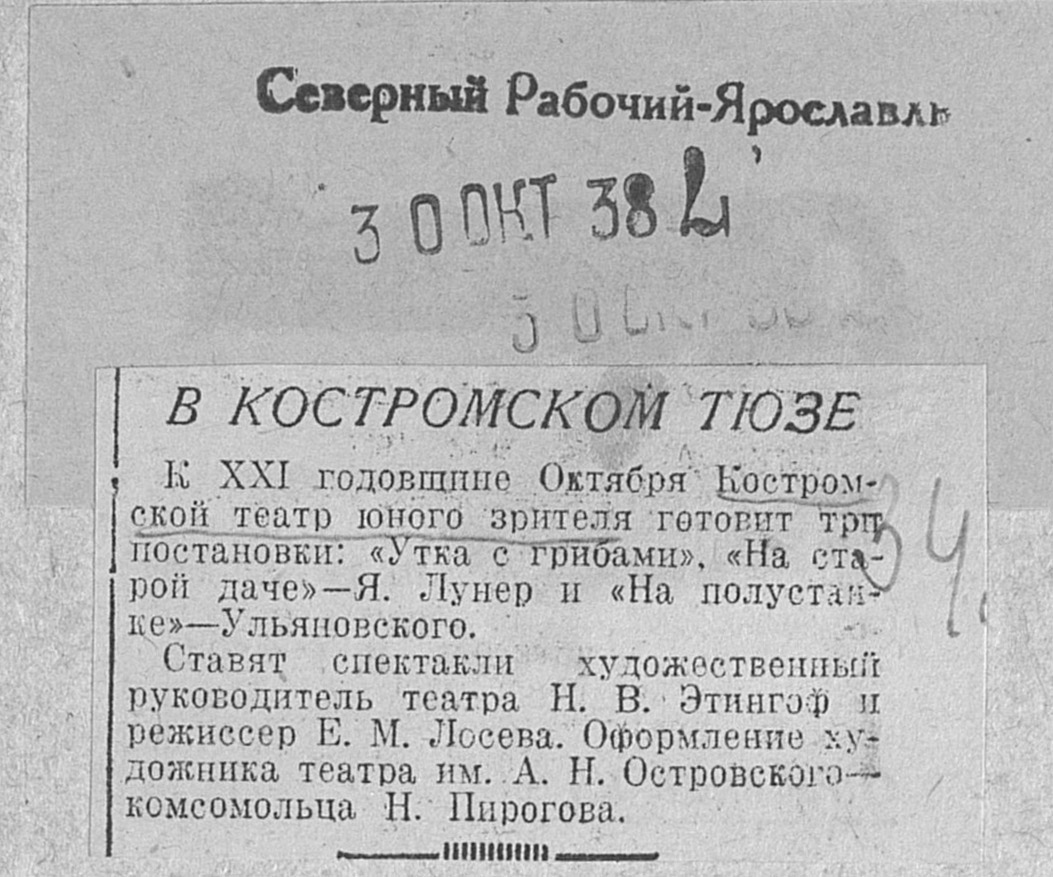 Северный Рабочий-Ярославль
30 ОКТ 38 L
В КОСТРОМСКОМ ТЮЗЕ
К XXI годовщине Октября Костром-
ской театр юного зрителя готовит три
постановки: «Утка с грибами», «На ста-
рой даче»—Я. Лунер и «На полустан-
ке»—Ульяновского.
Ставят спектакли художественный
руководитель театра Н. В. Этингоф и
режиссер Е. М. Лосева. Оформление ху-
дожника театра им. А. Н. Островского—
комсомольца Н. Пирогова.
34.